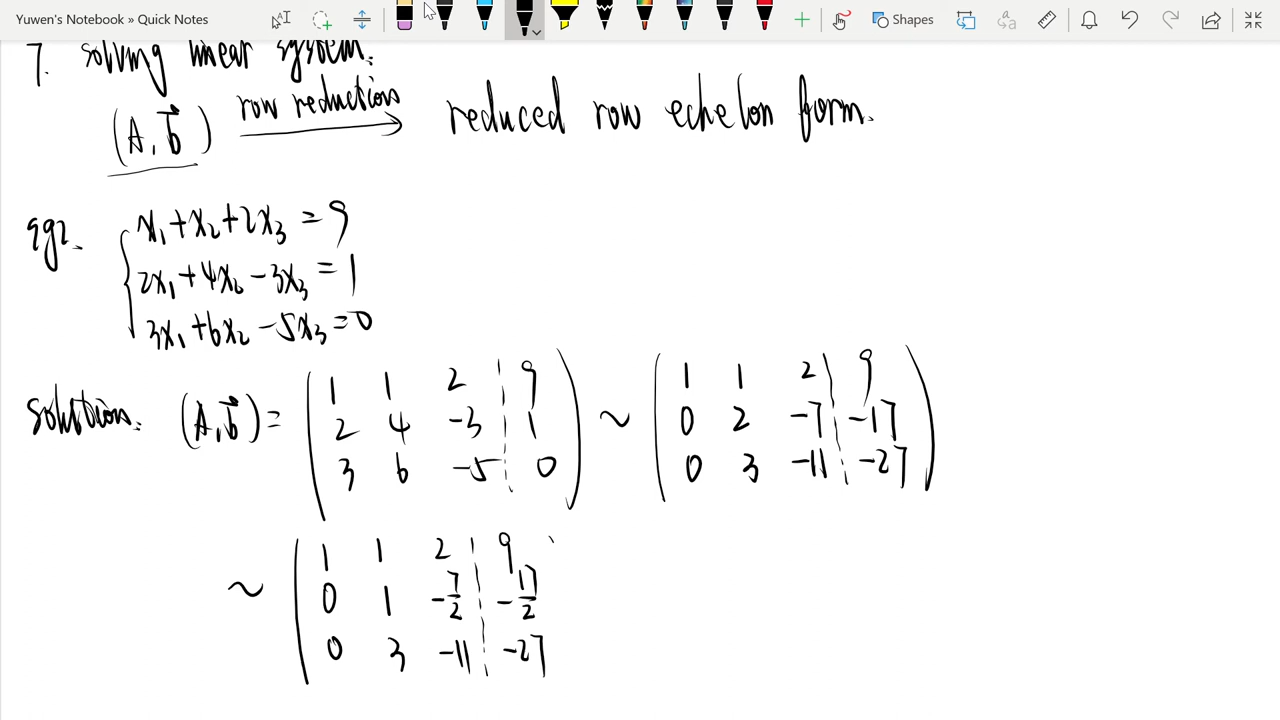 Yuwen's Notebook » Quick Notes
Shapes
7. solving linear system.
(A, b⃗) row reduction → reduced row echelon form.
eg2. { x₁ + x₂ + 2x₃ = 9
2x₁ + 4x₂ - 3x₃ = 1
3x₁ + 6x₂ - 5x₃ = 0
solution. (A, b⃗) = ( 1 1 2 ¦ 9 ) ~ ( 1 1 2 ¦ 9 )
2 4 -3 ¦ 1 0 2 -7 ¦ -17
3 6 -5 ¦ 0 0 3 -11 ¦ -27
~ ( 1 1 2 ¦ 9
0 1 -7/2 ¦ -17/2
0 3 -11 ¦ -27